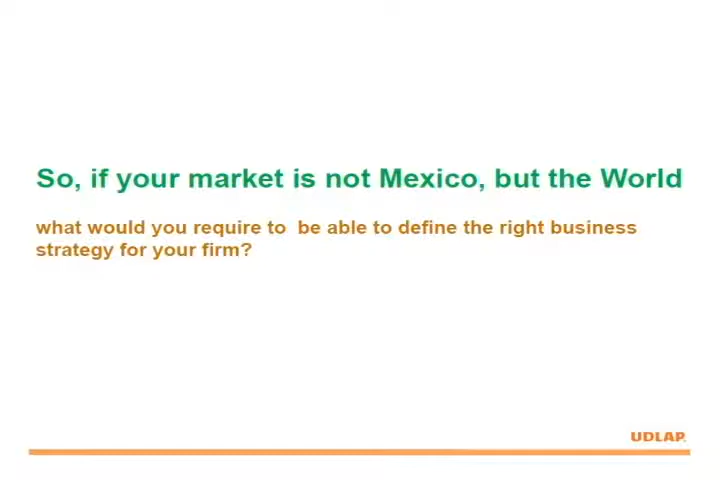 So, if your market is not Mexico, but the World
what would you require to  be able to define the right business
strategy for your firm?
UDLAP